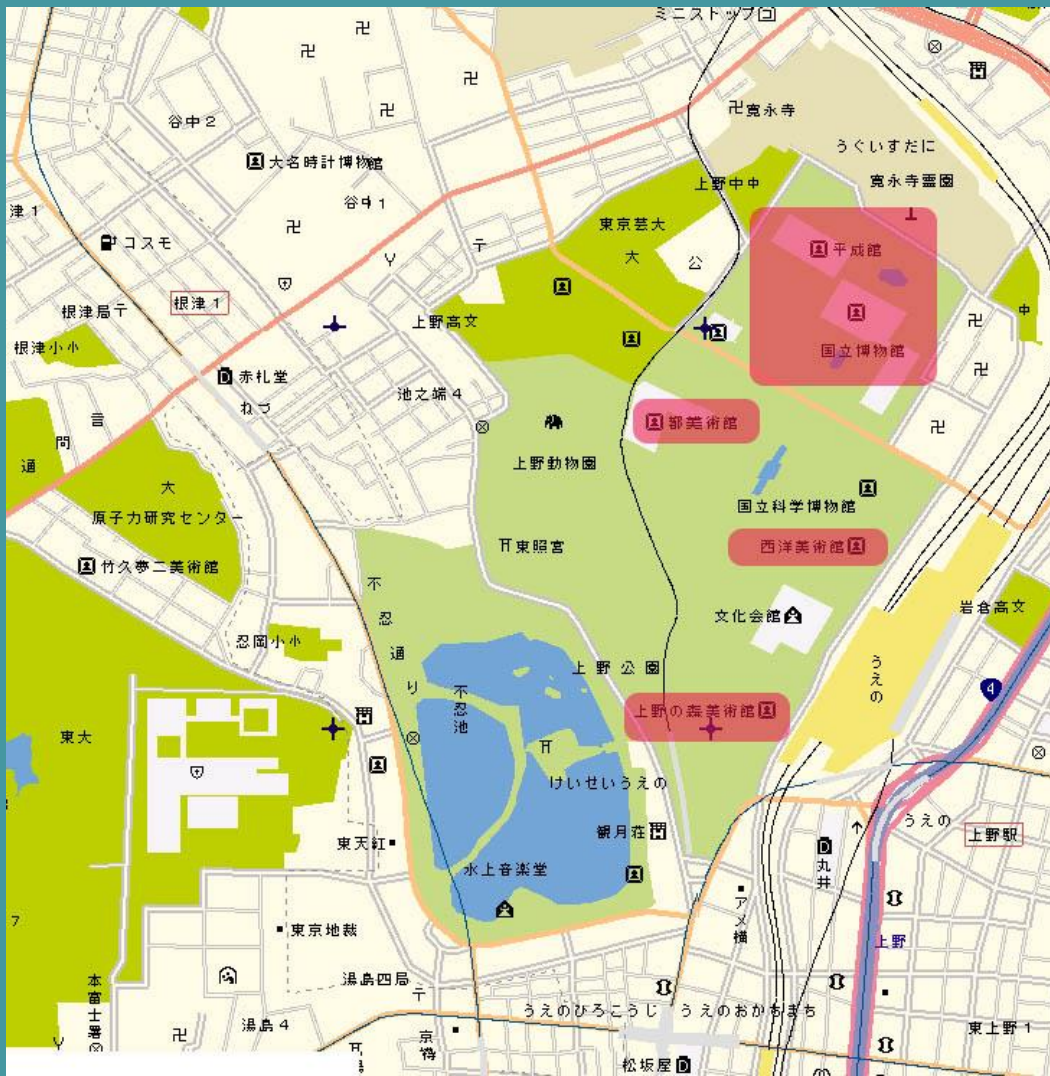 ミニストップ
卍
卍
卍
卍
寛永寺
谷中2
卍
うぐいすだに
大名時計博物館
上野中中
寛永寺霊園
谷中1
津1
東京芸大
卍
コスモ
〒
平成館
大
公
根津1
根津局〒
中
上野高文
卍
根津小小
国立博物館
卍
赤札堂
池之端4
ねづ
都美術館
言
問
通
卍
上野動物園
大
国立科学博物館
原子力研究センター
東照宮
西洋美術館
竹久夢二美術館
不忍通り
岩倉高文
文化会館
忍岡小小
上野公園
うえの
4
不忍池
上野の森美術館
東大
けいせいうえの
観月荘
うえの
上野駅
東天紅
丸井
水上音楽堂
アメ横
7
東京地裁
上野
本富士署
湯島四局
〒
うえのひろこうじ
うえのおかちまち
湯島4
卍
東上野1
松坂屋